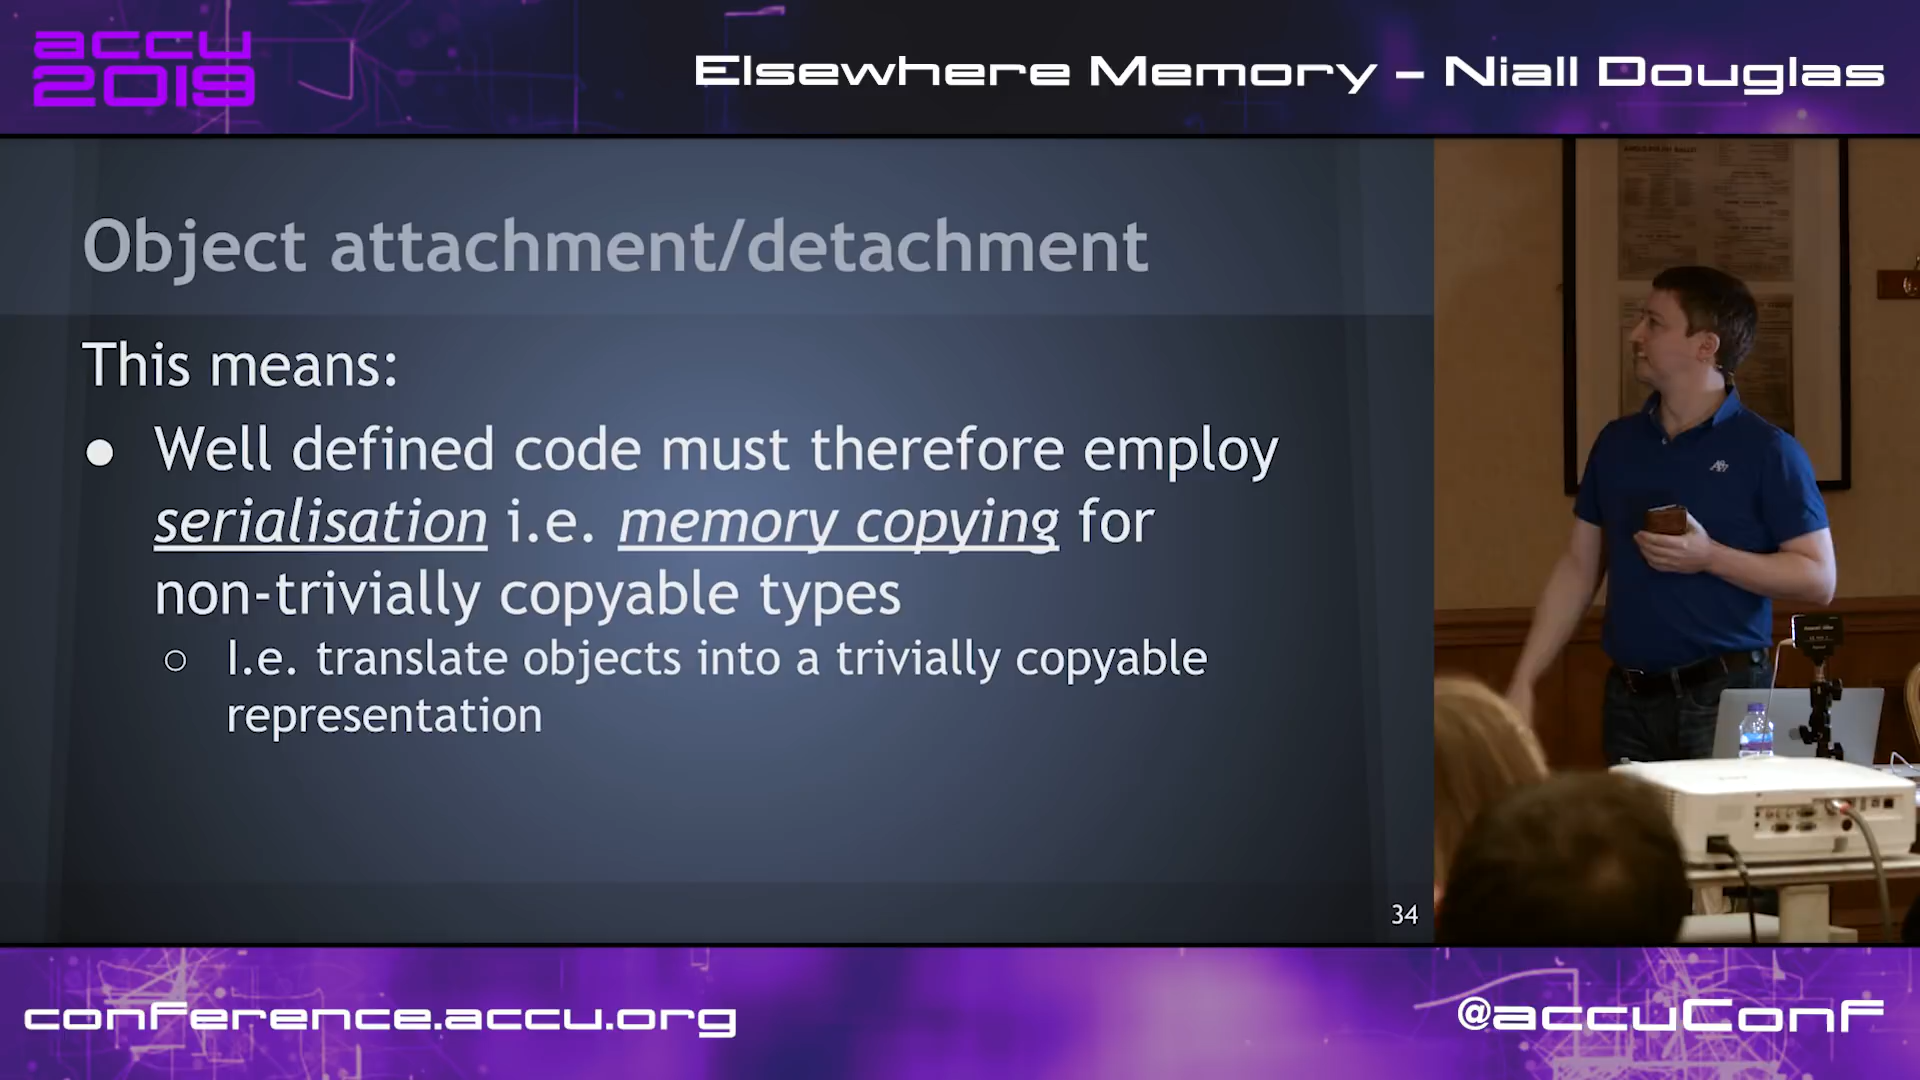 accu
2019
Elsewhere Memory – Niall Douglas
Object attachment/detachment
This means:
● Well defined code must therefore employ
serialisation i.e. memory copying for
non-trivially copyable types
○ I.e. translate objects into a trivially copyable
representation
34
conference.accu.org
@accuConf